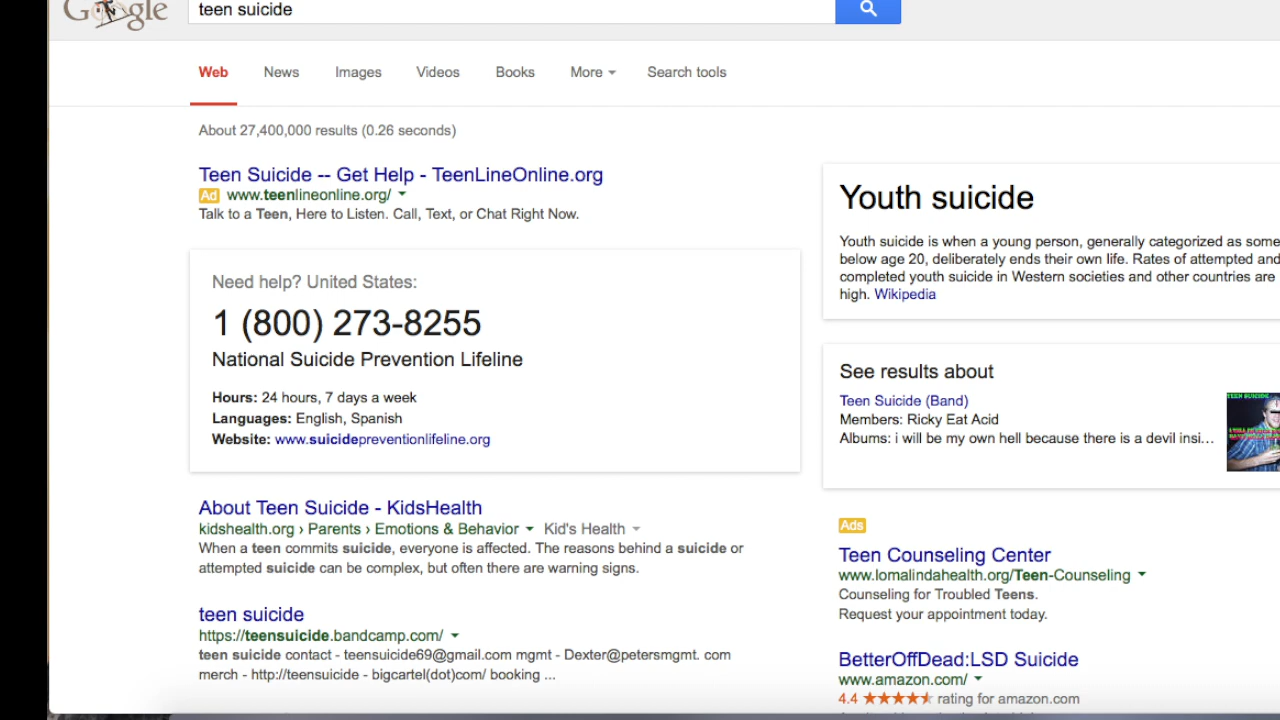 Google
teen suicide
Web News Images Videos Books More Search tools
About 27,400,000 results (0.26 seconds)
Teen Suicide -- Get Help - TeenLineOnline.org
Ad www.teenlineonline.org/
Talk to a Teen, Here to Listen. Call, Text, or Chat Right Now.
Need help? United States:
1 (800) 273-8255
National Suicide Prevention Lifeline
Hours: 24 hours, 7 days a week
Languages: English, Spanish
Website: www.suicidepreventionlifeline.org
About Teen Suicide - KidsHealth
kidshealth.org › Parents › Emotions & Behavior Kid's Health
When a teen commits suicide, everyone is affected. The reasons behind a suicide or
attempted suicide can be complex, but often there are warning signs.
teen suicide
https://teensuicide.bandcamp.com/
teen suicide contact - teensuicide69@gmail.com mgmt - Dexter@petersmgmt. com
merch - http://teensuicide - bigcartel(dot)com/ booking ...
Youth suicide
Youth suicide is when a young person, generally categorized as some
below age 20, deliberately ends their own life. Rates of attempted and
completed youth suicide in Western societies and other countries are
high. Wikipedia
See results about
Teen Suicide (Band)
Members: Ricky Eat Acid
Albums: i will be my own hell because there is a devil insi...
TEEN SUICIDE
Ads
Teen Counseling Center
www.lomalindahealth.org/Teen-Counseling
Counseling for Troubled Teens.
Request your appointment today.
BetterOffDead:LSD Suicide
www.amazon.com/
4.4 rating for amazon.com